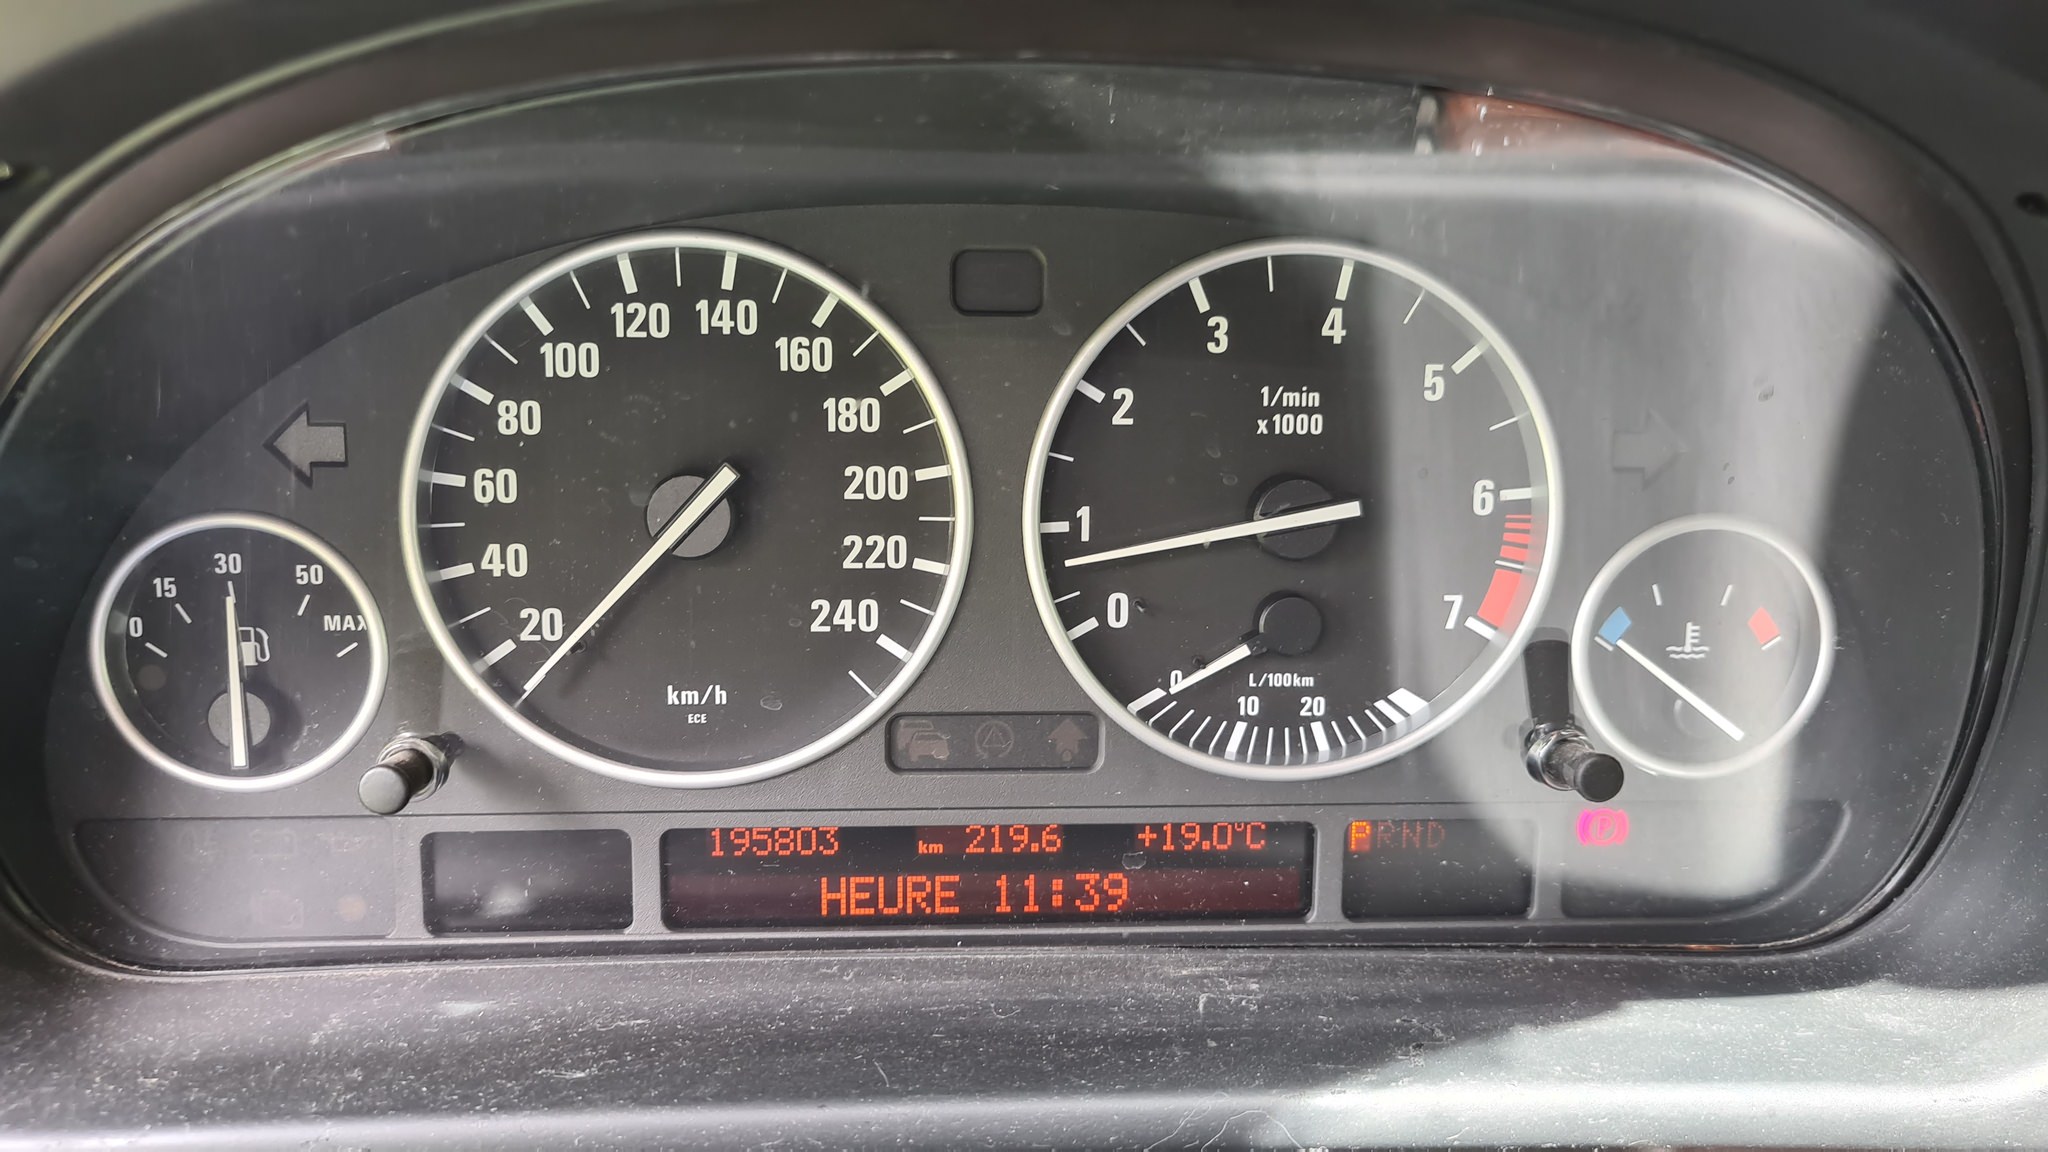 0 15 30 50 MAX
20 40 60 80 100 120 140 160 180 200 220 240
km/h
ECE
0 1 2 3 4 5 6 7
1/min
x1000
0 10 20
L/100km
195803 km 219.6 +19.0°C
PRND
HEURE 11:39
(P)